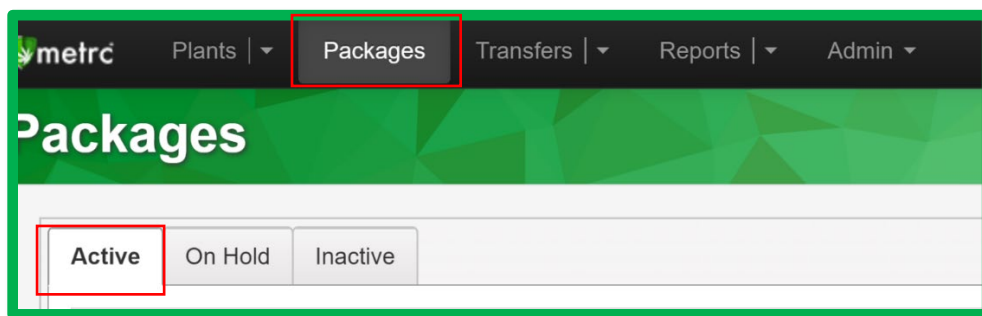 metrc Plants Packages Transfers Reports Admin
Packages
Active On Hold Inactive